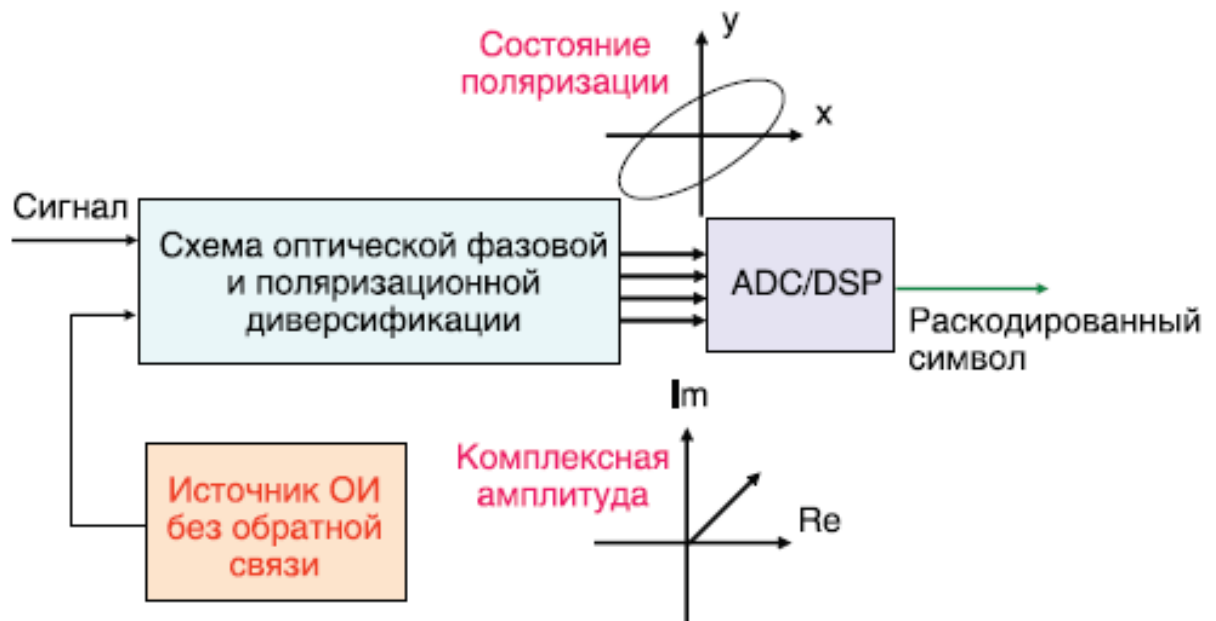 Состояние
поляризации
y
x
Сигнал
Схема оптической фазовой
и поляризационной
диверсификации
ADC/DSP
Раскодированный
символ
Im
Комплексная
амплитуда
Re
Источник ОИ
без обратной
связи